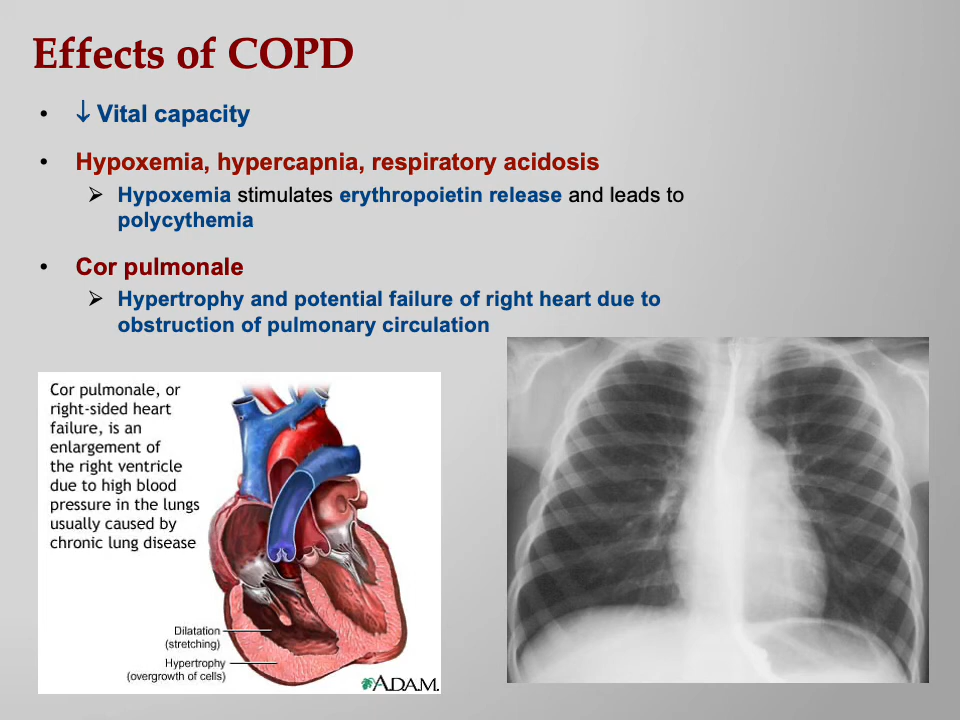 Effects of COPD
• ↓ Vital capacity
• Hypoxemia, hypercapnia, respiratory acidosis
➢ Hypoxemia stimulates erythropoietin release and leads to
polycythemia
• Cor pulmonale
➢ Hypertrophy and potential failure of right heart due to
obstruction of pulmonary circulation
Cor pulmonale, or
right-sided heart
failure, is an
enlargement of
the right ventricle
due to high blood
pressure in the lungs
usually caused by
chronic lung disease
Dilatation
(stretching)
Hypertrophy
(overgrowth of cells)
A.D.A.M.